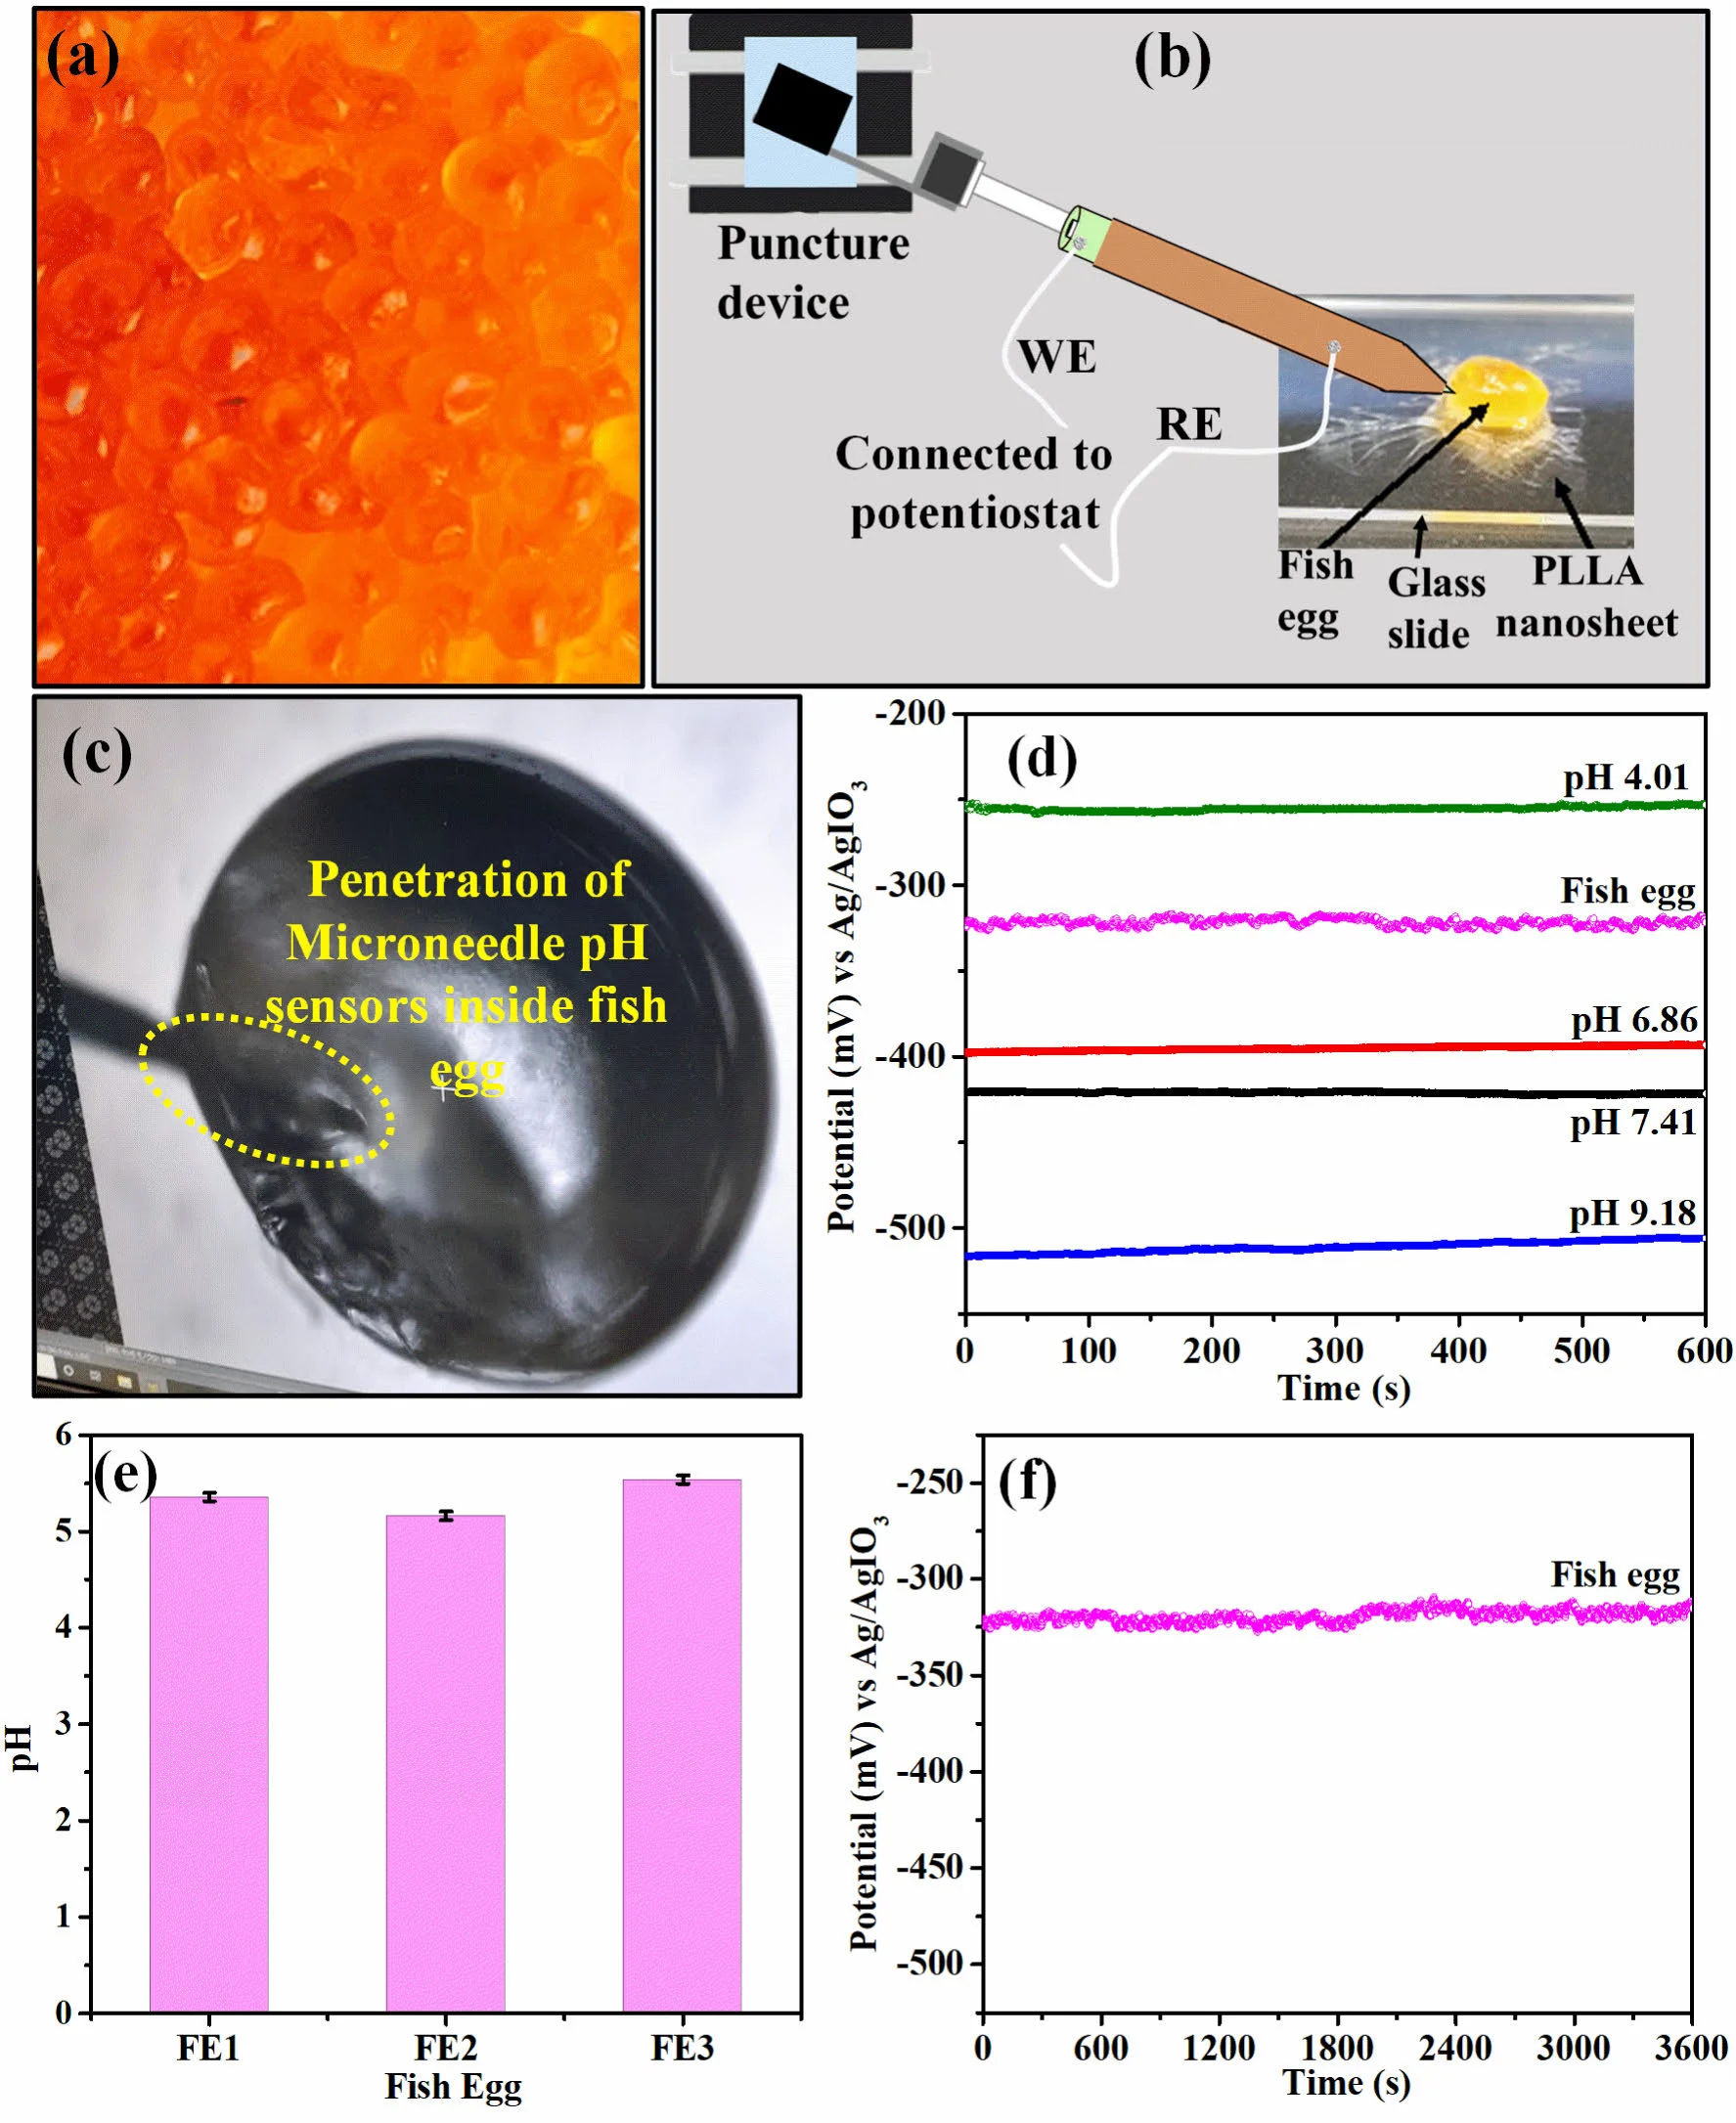 (a)
(b)
Puncture
device
WE
RE
Connected to
potentiostat
Fish
egg
Glass
slide
PLLA
nanosheet
(c)
Penetration of
Microneedle pH
sensors inside fish
egg
(d)
Potential (mV) vs Ag/AgIO3
-200
-300
-400
-500
pH 4.01
Fish egg
pH 6.86
pH 7.41
pH 9.18
0 100 200 300 400 500 600
Time (s)
(e)
pH
6
5
4
3
2
1
0
FE1 FE2 FE3
Fish Egg
(f)
Potential (mV) vs Ag/AgIO3
-250
-300
-350
-400
-450
-500
Fish egg
0 600 1200 1800 2400 3000 3600
Time (s)